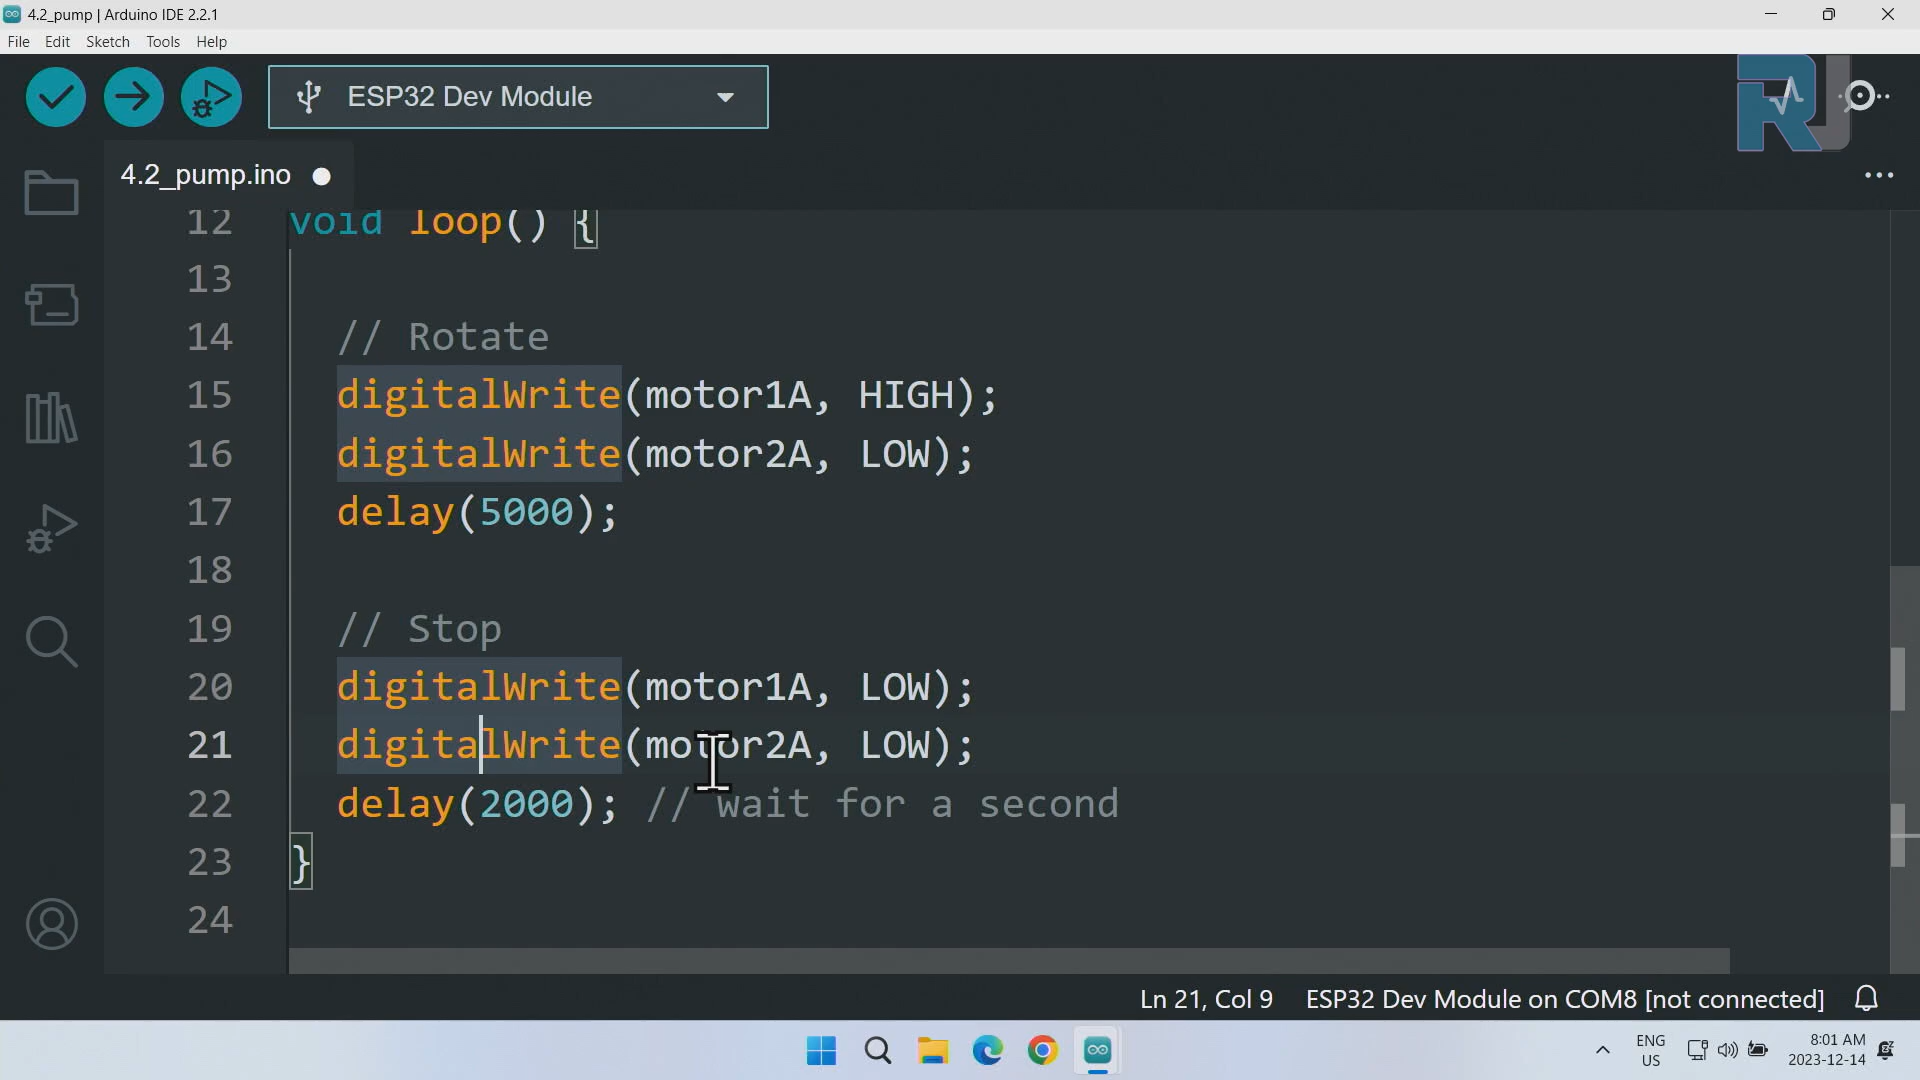 4.2_pump | Arduino IDE 2.2.1
File Edit Sketch Tools Help
ESP32 Dev Module
RJ
4.2_pump.ino
12 void loop() {
13
14 // Rotate
15 digitalWrite(motor1A, HIGH);
16 digitalWrite(motor2A, LOW);
17 delay(5000);
18
19 // Stop
20 digitalWrite(motor1A, LOW);
21 digitalWrite(motor2A, LOW);
22 delay(2000); // wait for a second
23 }
24
Ln 21, Col 9 ESP32 Dev Module on COM8 [not connected]
ENG 8:01 AM
US 2023-12-14